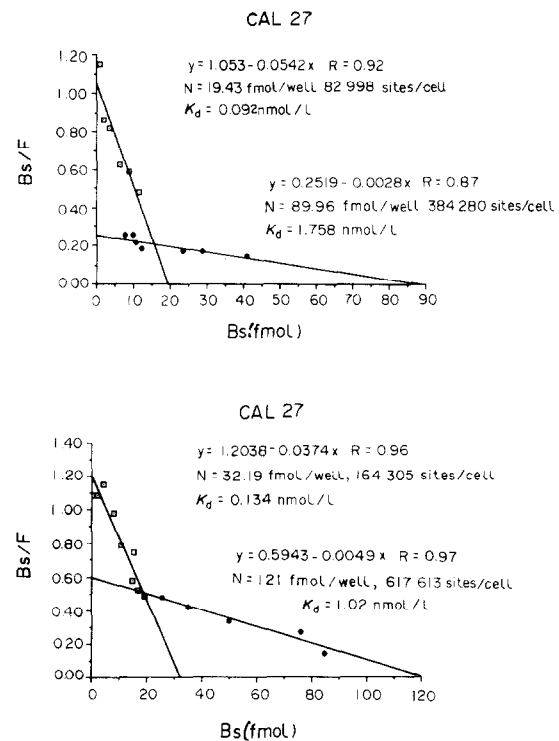 CAL 27
y = 1.053-0.0542x R = 0.92
N = 19.43 fmol/well 82 998 sites/cell
Kd = 0.092nmol/L
y = 0.2519-0.0028x R = 0.87
N = 89.96 fmol/well 384 280 sites/cell
Kd = 1.758 nmol/L
Bs/F
1.20
1.00
0.80
0.60
0.40
0.20
0.00
0 10 20 30 40 50 60 70 80 90
Bs(fmol)
CAL 27
y = 1.2038-0.0374x R = 0.96
N = 32.19 fmol/well, 164 305 sites/cell
Kd = 0.134 nmol/L
y = 0.5943-0.0049x R = 0.97
N = 121 fmol/well, 617 613 sites/cell
Kd = 1.02 nmol/L
Bs/F
1.40
1.20
1.00
0.80
0.60
0.40
0.20
0.00
0 20 40 60 80 100 120
Bs(fmol)